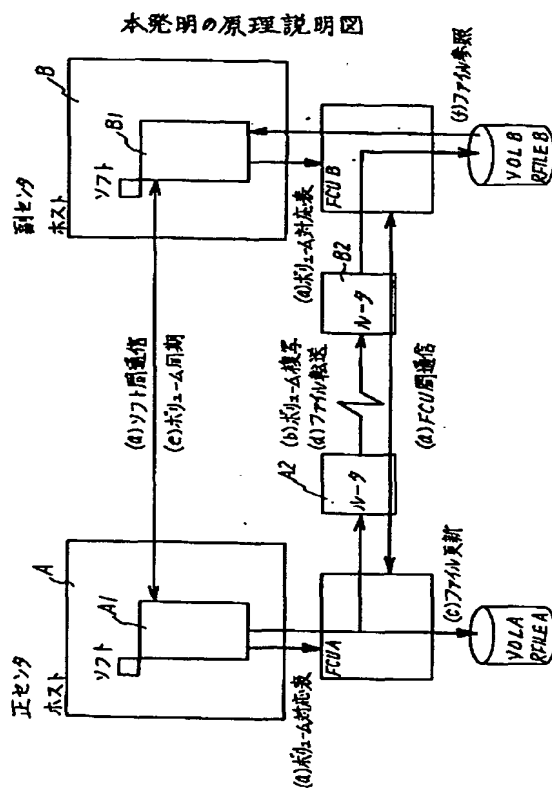 本発明の原理説明図
正センタ
ホスト
A
ソフト
A1
(a)ソフト間通信
(e)ボリューム同期
副センタ
ホスト
B
ソフト
B1
(a)ボリューム対応表
FCUA
A2
ルータ
(b)ボリューム複写
(d)ファイル転送
ルータ
B2
(a)ボリューム対応表
FCU B
(a)FCU間通信
(c)ファイル更新
VOLA
RFILE A
(f)ファイル参照
VOL B
RFILE B